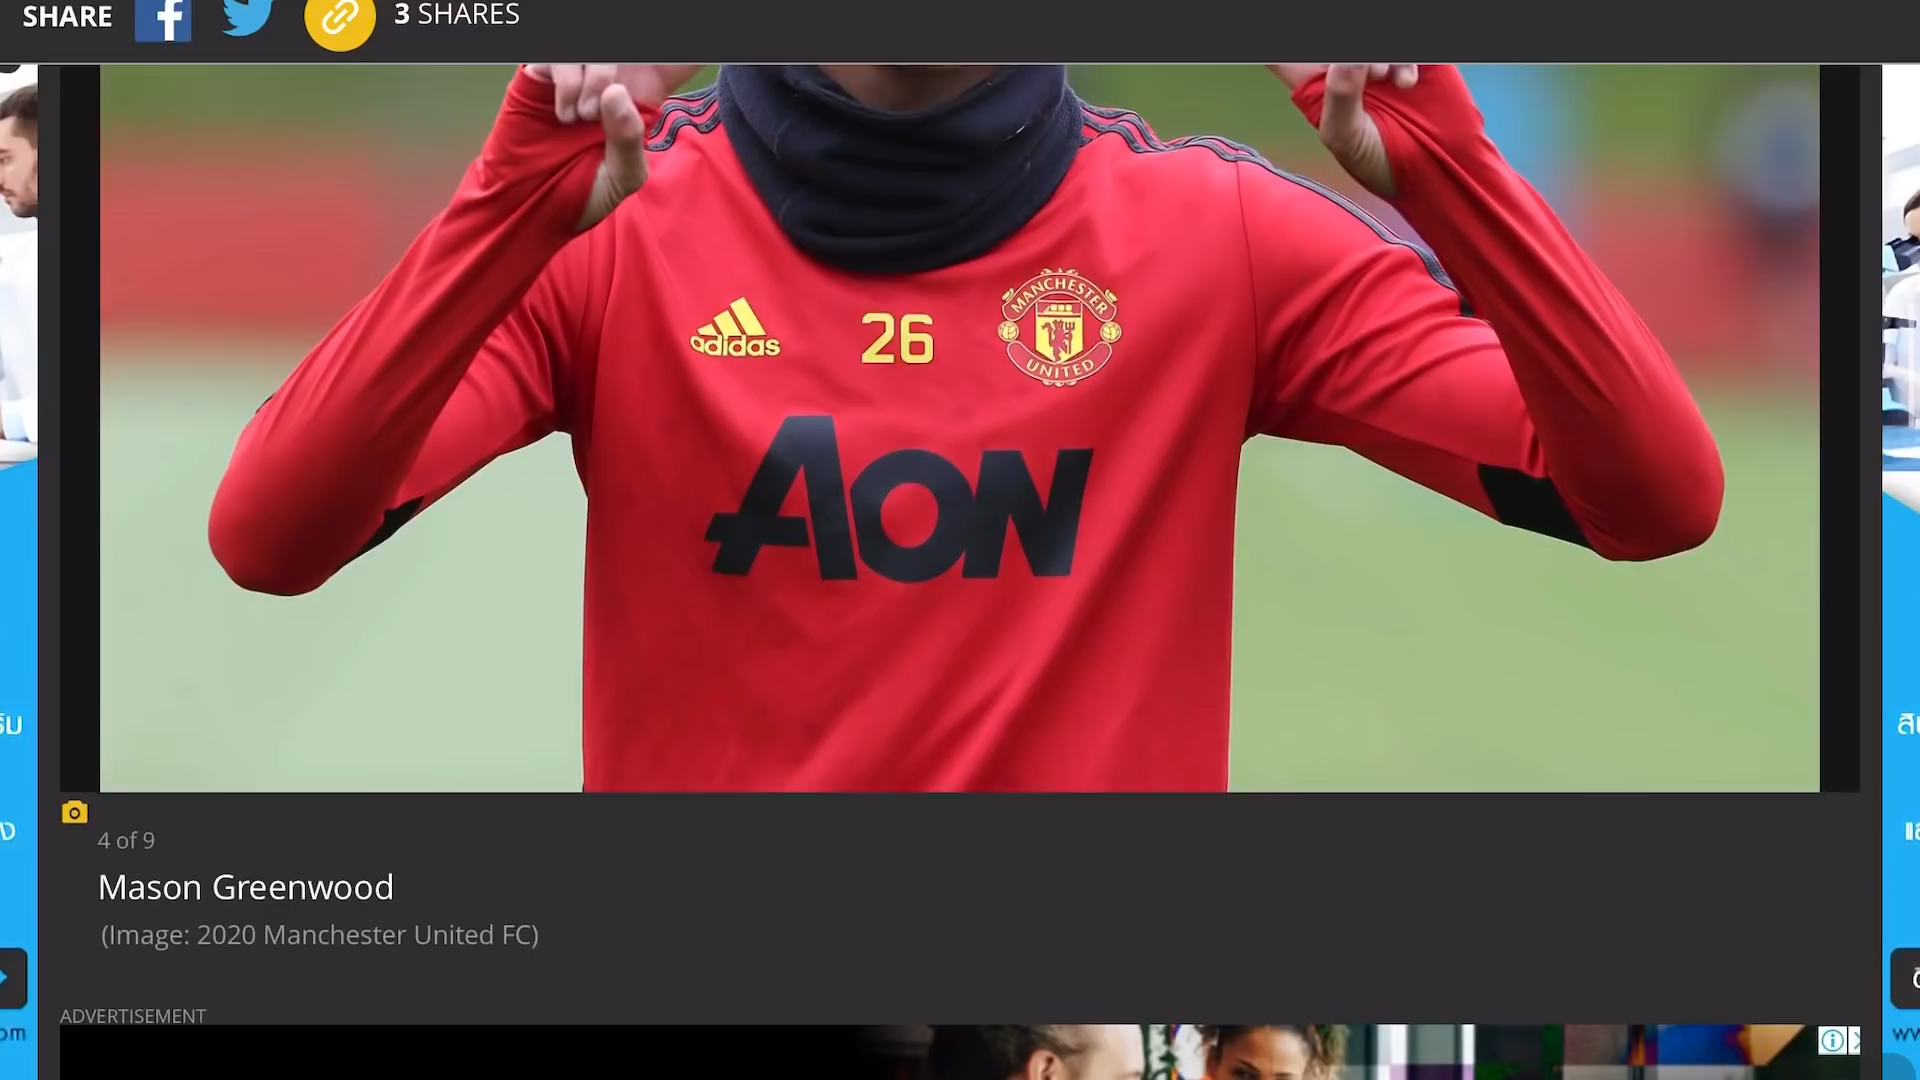 SHARE
3 SHARES
adidas
26
MANCHESTER
UNITED
AON
4 of 9
Mason Greenwood
(Image: 2020 Manchester United FC)
ADVERTISEMENT